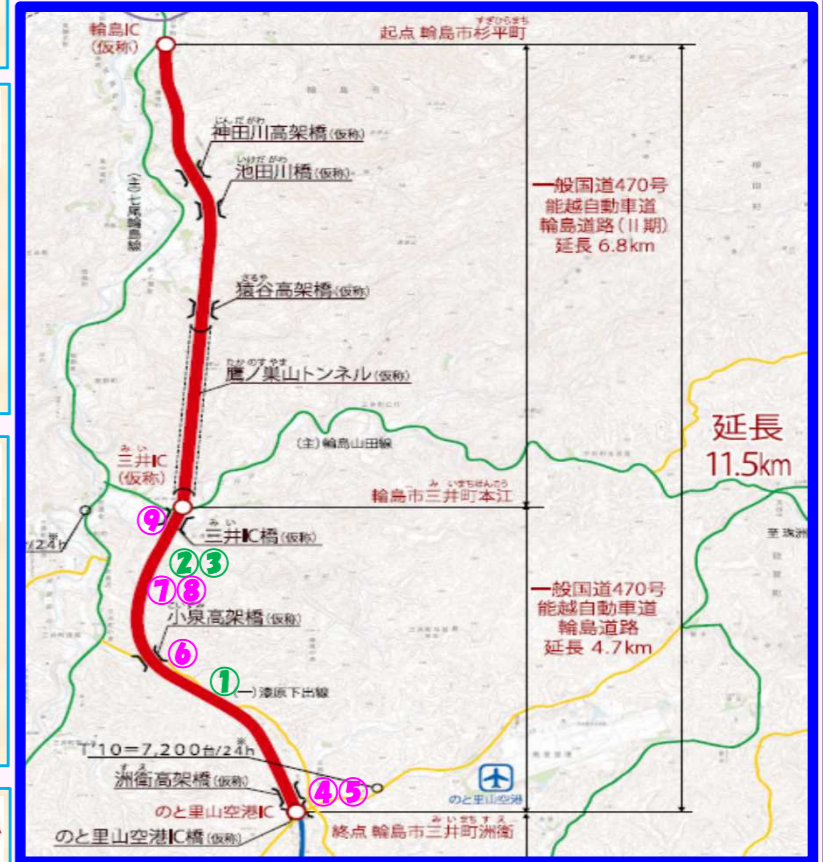 輪島IC
(仮称)
すぎひらまち
起点 輪島市杉平町
じんだがわ
神田川高架橋(仮称)
いけだがわ
池田川橋(仮称)
(主)七尾輪島線
一般国道470号
能越自動車道
輪島道路(II期)
延長 6.8km
さるや
猿谷高架橋(仮称)
たかのすやま
鷹ノ巣山トンネル(仮称)
(主)輪島山田線
延長
11.5km
みい
三井IC
(仮称)
みいまちほんごう
輪島市三井町本江
⑨
みい
三井IC橋(仮称)
/24h
至 珠洲
②③
⑦⑧
小泉高架橋(仮称)
一般国道470号
能越自動車道
輪島道路
延長 4.7km
⑥
①
(一)漆原下出線
10=7,200台/24h
すえ
洲衛高架橋(仮称)
④⑤
のと里山空港
のと里山空港IC
みいまちすえ
終点 輪島市三井町洲衛
のと里山空港IC橋(仮称)